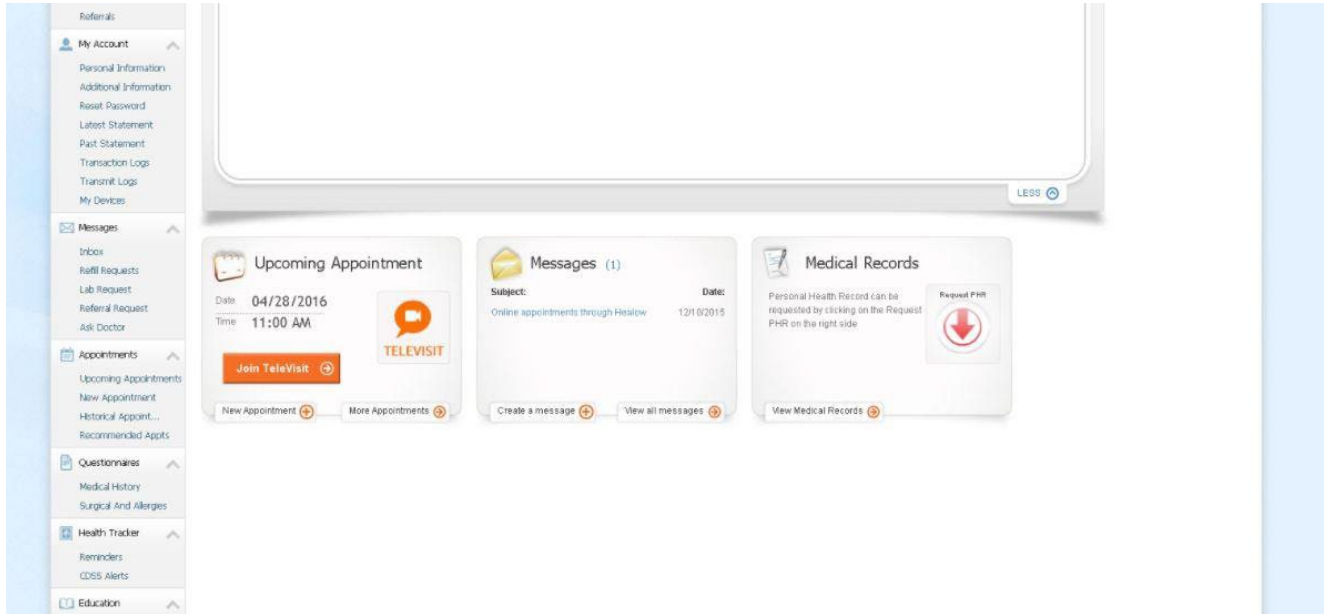 Referrals
My Account
Personal Information
Additional Information
Reset Password
Latest Statement
Past Statement
Transaction Logs
Transmit Logs
My Devices
Messages
Inbox
Refill Requests
Lab Request
Referral Request
Ask Doctor
Appointments
Upcoming Appointments
New Appointment
Historical Appoint...
Recommended Appts
Questionnaires
Medical History
Surgical And Allergies
Health Tracker
Reminders
CDSS Alerts
Education
LESS
Upcoming Appointment
Date 04/28/2016
Time 11:00 AM
TELEVISIT
Join TeleVisit
New Appointment
More Appointments
Messages (1)
Subject: Date:
Online appointments through Healow 12/18/2015
Create a message
View all messages
Medical Records
Personal Health Record can be
requested by clicking on the Request
PHR on the right side
Request PHR
View Medical Records